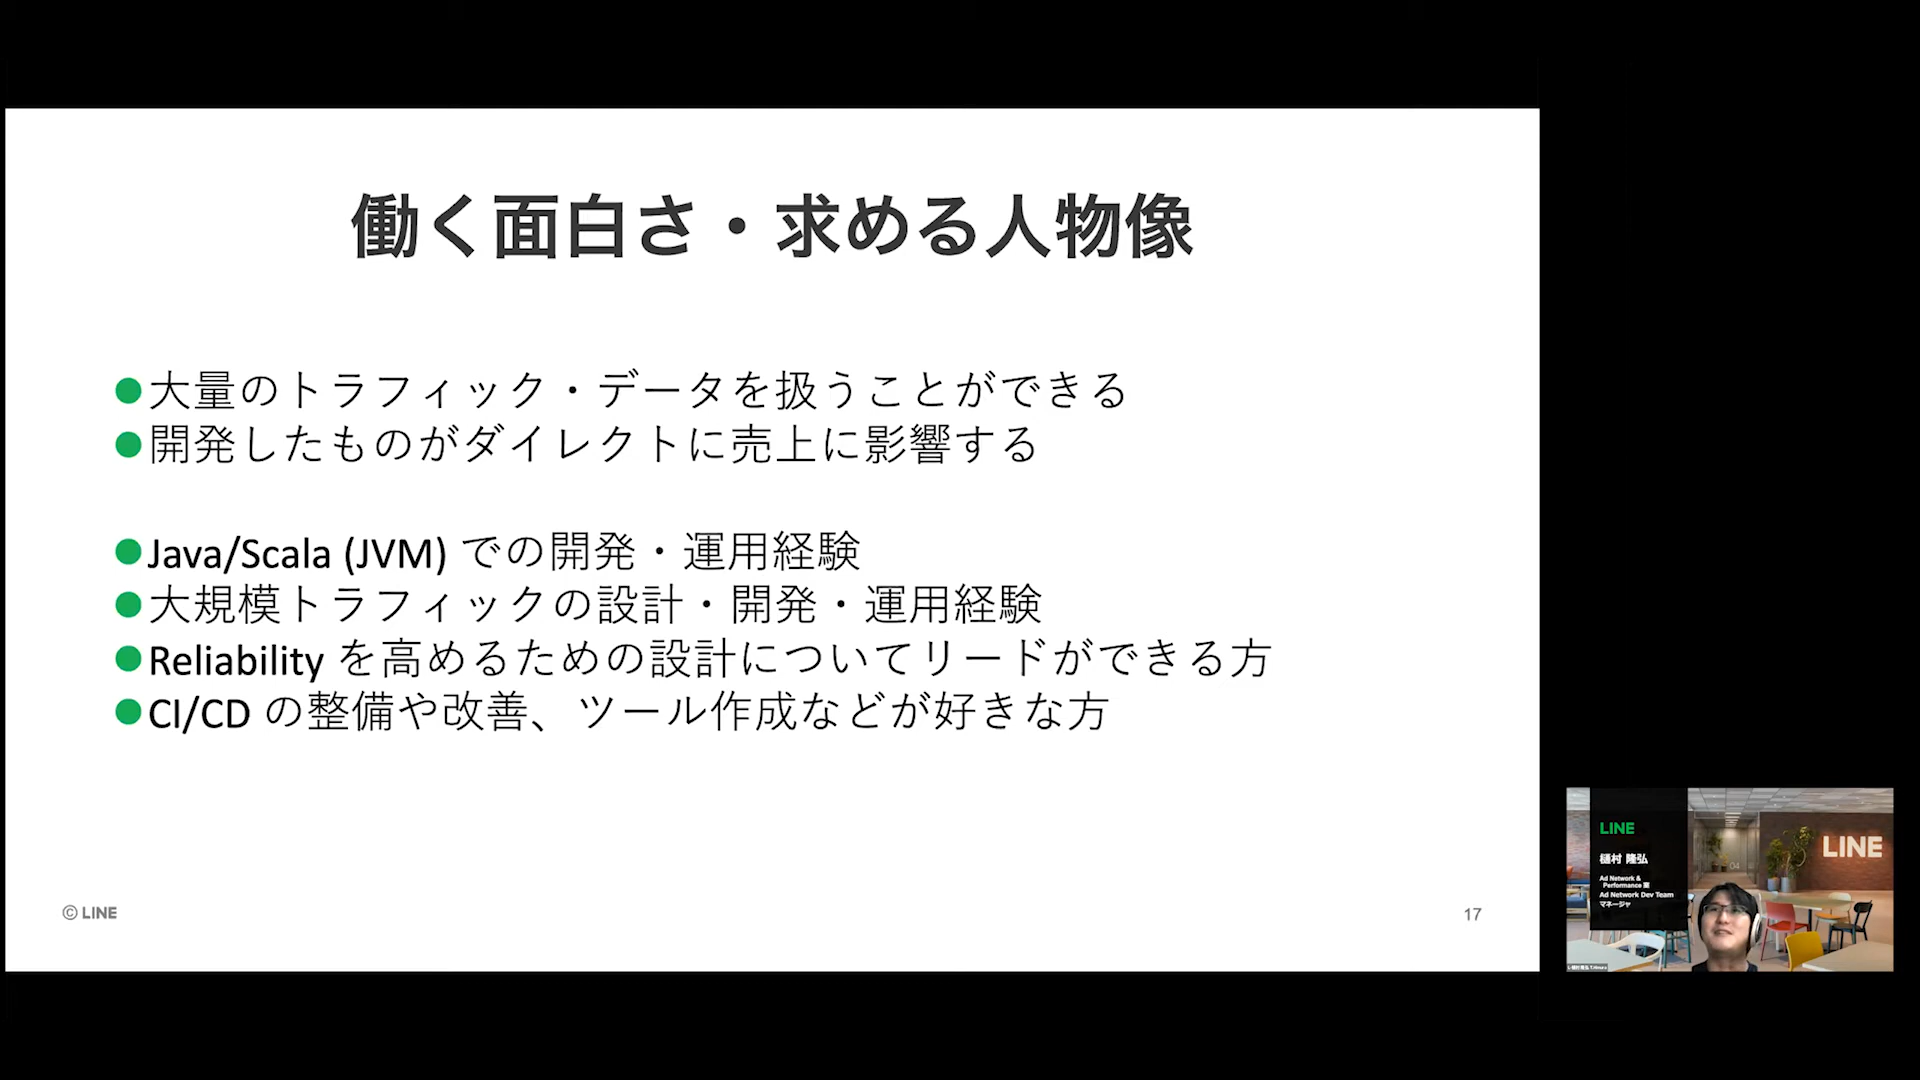 働く面白さ・求める人物像
大量のトラフィック・データを扱うことができる
開発したものがダイレクトに売上に影響する
Java/Scala (JVM) での開発・運用経験
大規模トラフィックの設計・開発・運用経験
Reliability を高めるための設計についてリードができる方
CI/CD の整備や改善、ツール作成などが好きな方
© LINE
17
LINE
樋村 隆弘
Ad Network &
Performance 室
Ad Network Dev Team
マネージャ
LINE